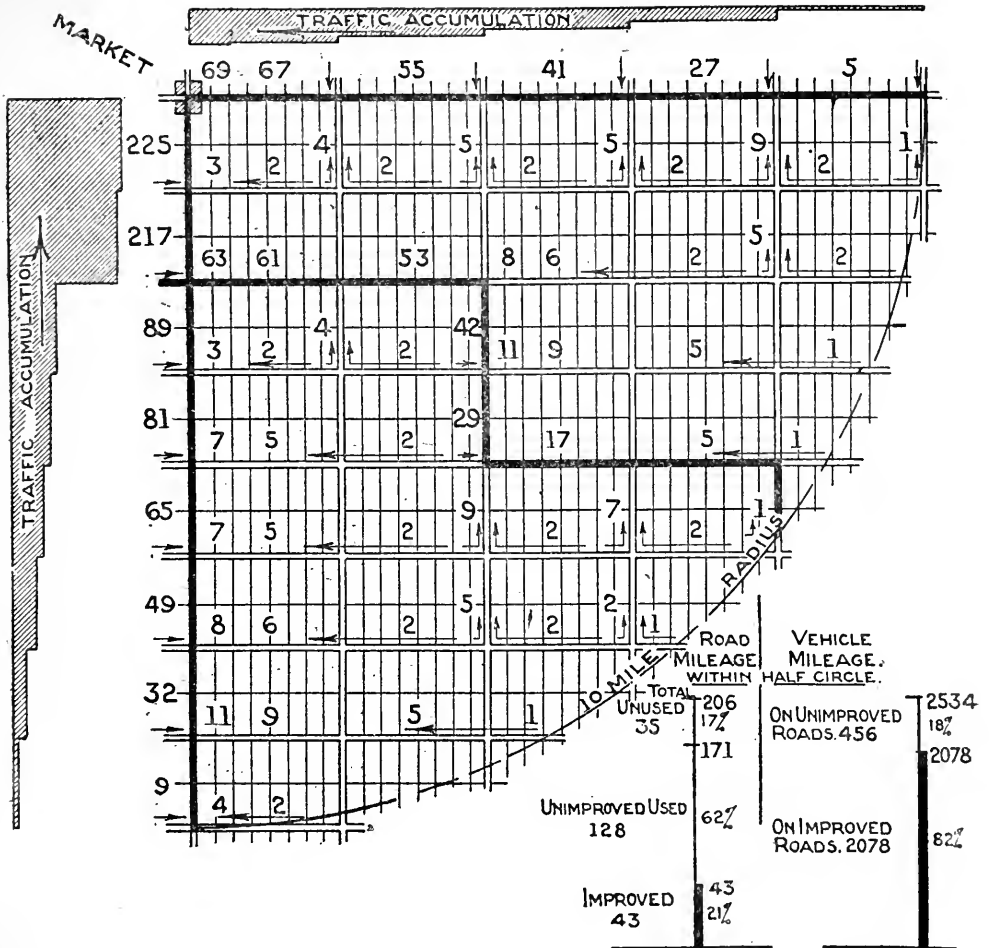 TRAFFIC ACCUMULATION
MARKET
69 67 55 41 27 5
225 4 5 5 9 1
3 2 2 2 2 2
217 5
63 61 53 8 6 2 2
89 4 42
3 2 2 11 9 5 1
81 29
7 5 2 17 5 1
65 9 7 1
7 5 2 2 2
49 5 2
8 6 2 2 1
32
11 9 5 1
9
4 2
TRAFFIC ACCUMULATION
10 MILE RADIUS
ROAD MILEAGE
VEHICLE MILEAGE.
WITHIN HALF CIRCLE.
TOTAL
206
UNUSED
35
17%
171
UNIMPROVED USED
128
62%
IMPROVED
43
43
21%
2534
ON UNIMPROVED
ROADS. 456
18%
2078
ON IMPROVED
ROADS. 2078
82%